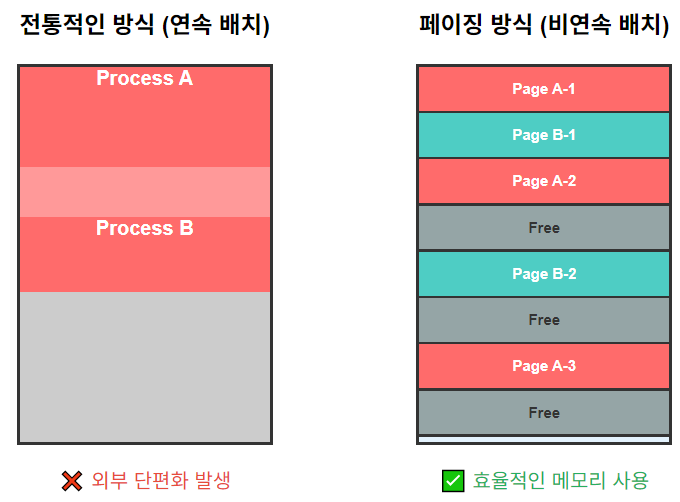 전통적인 방식 (연속 배치)
Process A
Process B
❌ 외부 단편화 발생
페이징 방식 (비연속 배치)
Page A-1
Page B-1
Page A-2
Free
Page B-2
Free
Page A-3
Free
✅ 효율적인 메모리 사용